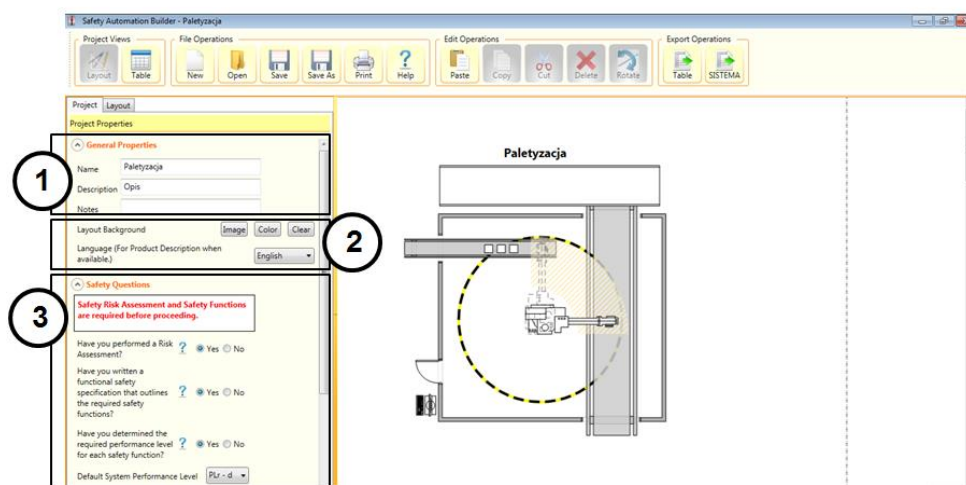 Safety Automation Builder - Paletyzacja
Project Views
File Operations
Edit Operations
Export Operations
Layout
Table
New
Open
Save
Save As
Print
Help
Paste
Copy
Cut
Delete
Rotate
Table
SISTEMA
Project
Layout
Project Properties
General Properties
Name
Paletyzacja
Description
Opis
Notes
Layout Background
Image
Color
Clear
Language (For Product Description when
available.)
English
Safety Questions
Safety Risk Assessment and Safety Functions
are required before proceeding.
Have you performed a Risk
Assessment?
?
Yes
No
Have you written a
functional safety
specification that outlines
the required safety
functions?
?
Yes
No
Have you determined the
required performance level
for each safety function?
?
Yes
No
Default System Performance Level
PLr - d
1
2
3
Paletyzacja